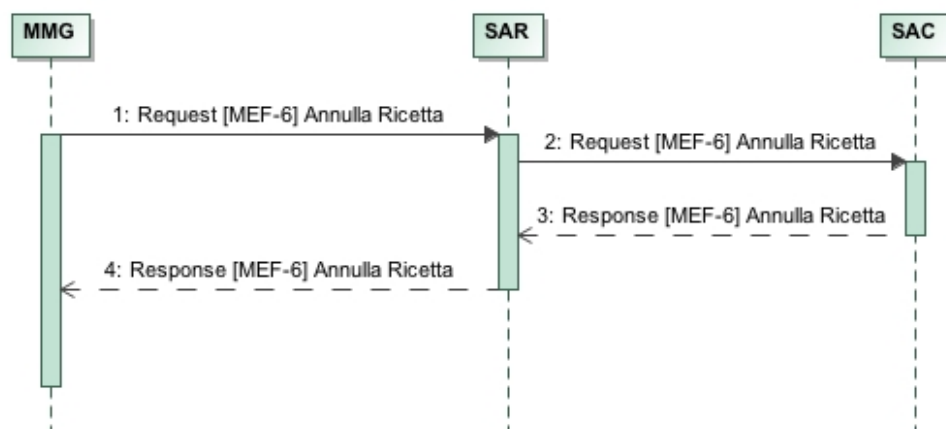 MMG
SAR
SAC
1: Request [MEF-6] Annulla Ricetta
2: Request [MEF-6] Annulla Ricetta
3: Response [MEF-6] Annulla Ricetta
4: Response [MEF-6] Annulla Ricetta